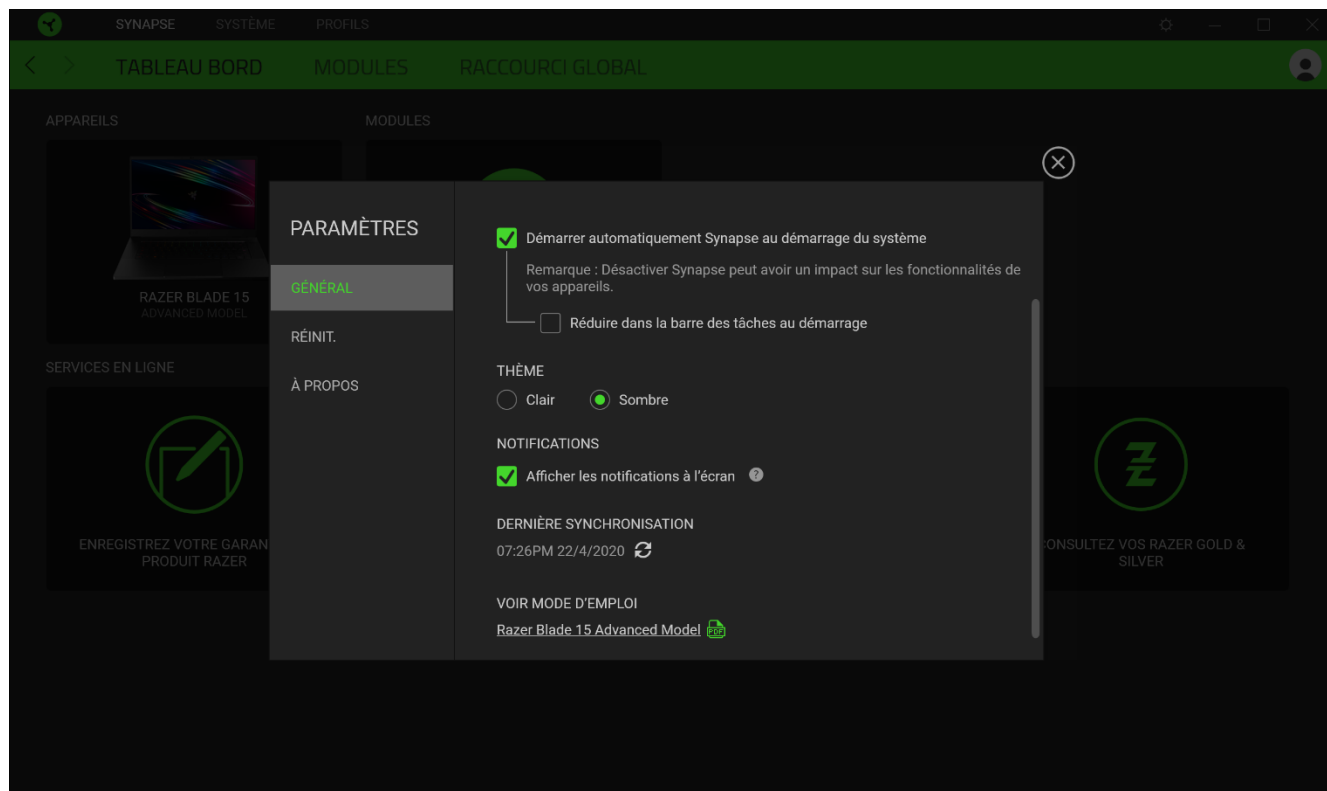 SYNAPSE SYSTÈME PROFILS
TABLEAU BORD MODULES RACCOURCI GLOBAL
APPAREILS MODULES
RAZER BLADE 15
ADVANCED MODEL
SERVICES EN LIGNE
ENREGISTREZ VOTRE GARAN
PRODUIT RAZER
PARAMÈTRES
GÉNÉRAL
RÉINIT.
À PROPOS
Démarrer automatiquement Synapse au démarrage du système
Remarque : Désactiver Synapse peut avoir un impact sur les fonctionnalités de
vos appareils.
Réduire dans la barre des tâches au démarrage
THÈME
Clair Sombre
NOTIFICATIONS
Afficher les notifications à l'écran ?
DERNIÈRE SYNCHRONISATION
07:26PM 22/4/2020
VOIR MODE D'EMPLOI
Razer Blade 15 Advanced Model PDF
CONSULTEZ VOS RAZER GOLD &
SILVER